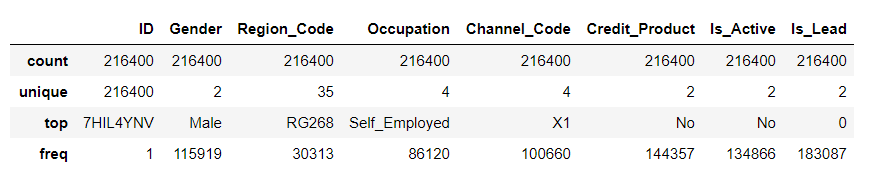 ID Gender Region_Code Occupation Channel_Code Credit_Product Is_Active Is_Lead
count 216400 216400 216400 216400 216400 216400 216400 216400
unique 216400 2 35 4 4 2 2 2
top 7HIL4YNV Male RG268 Self_Employed X1 No No 0
freq 1 115919 30313 86120 100660 144357 134866 183087